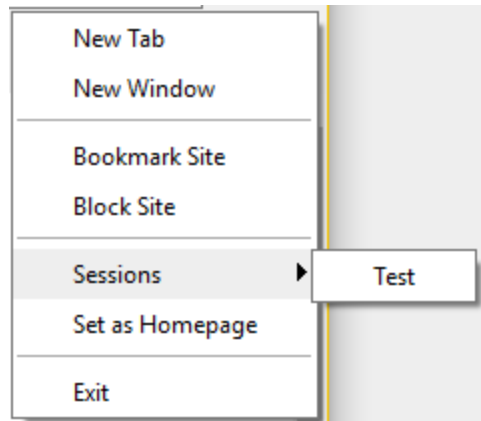 New Tab
New Window
Bookmark Site
Block Site
Sessions
Test
Set as Homepage
Exit